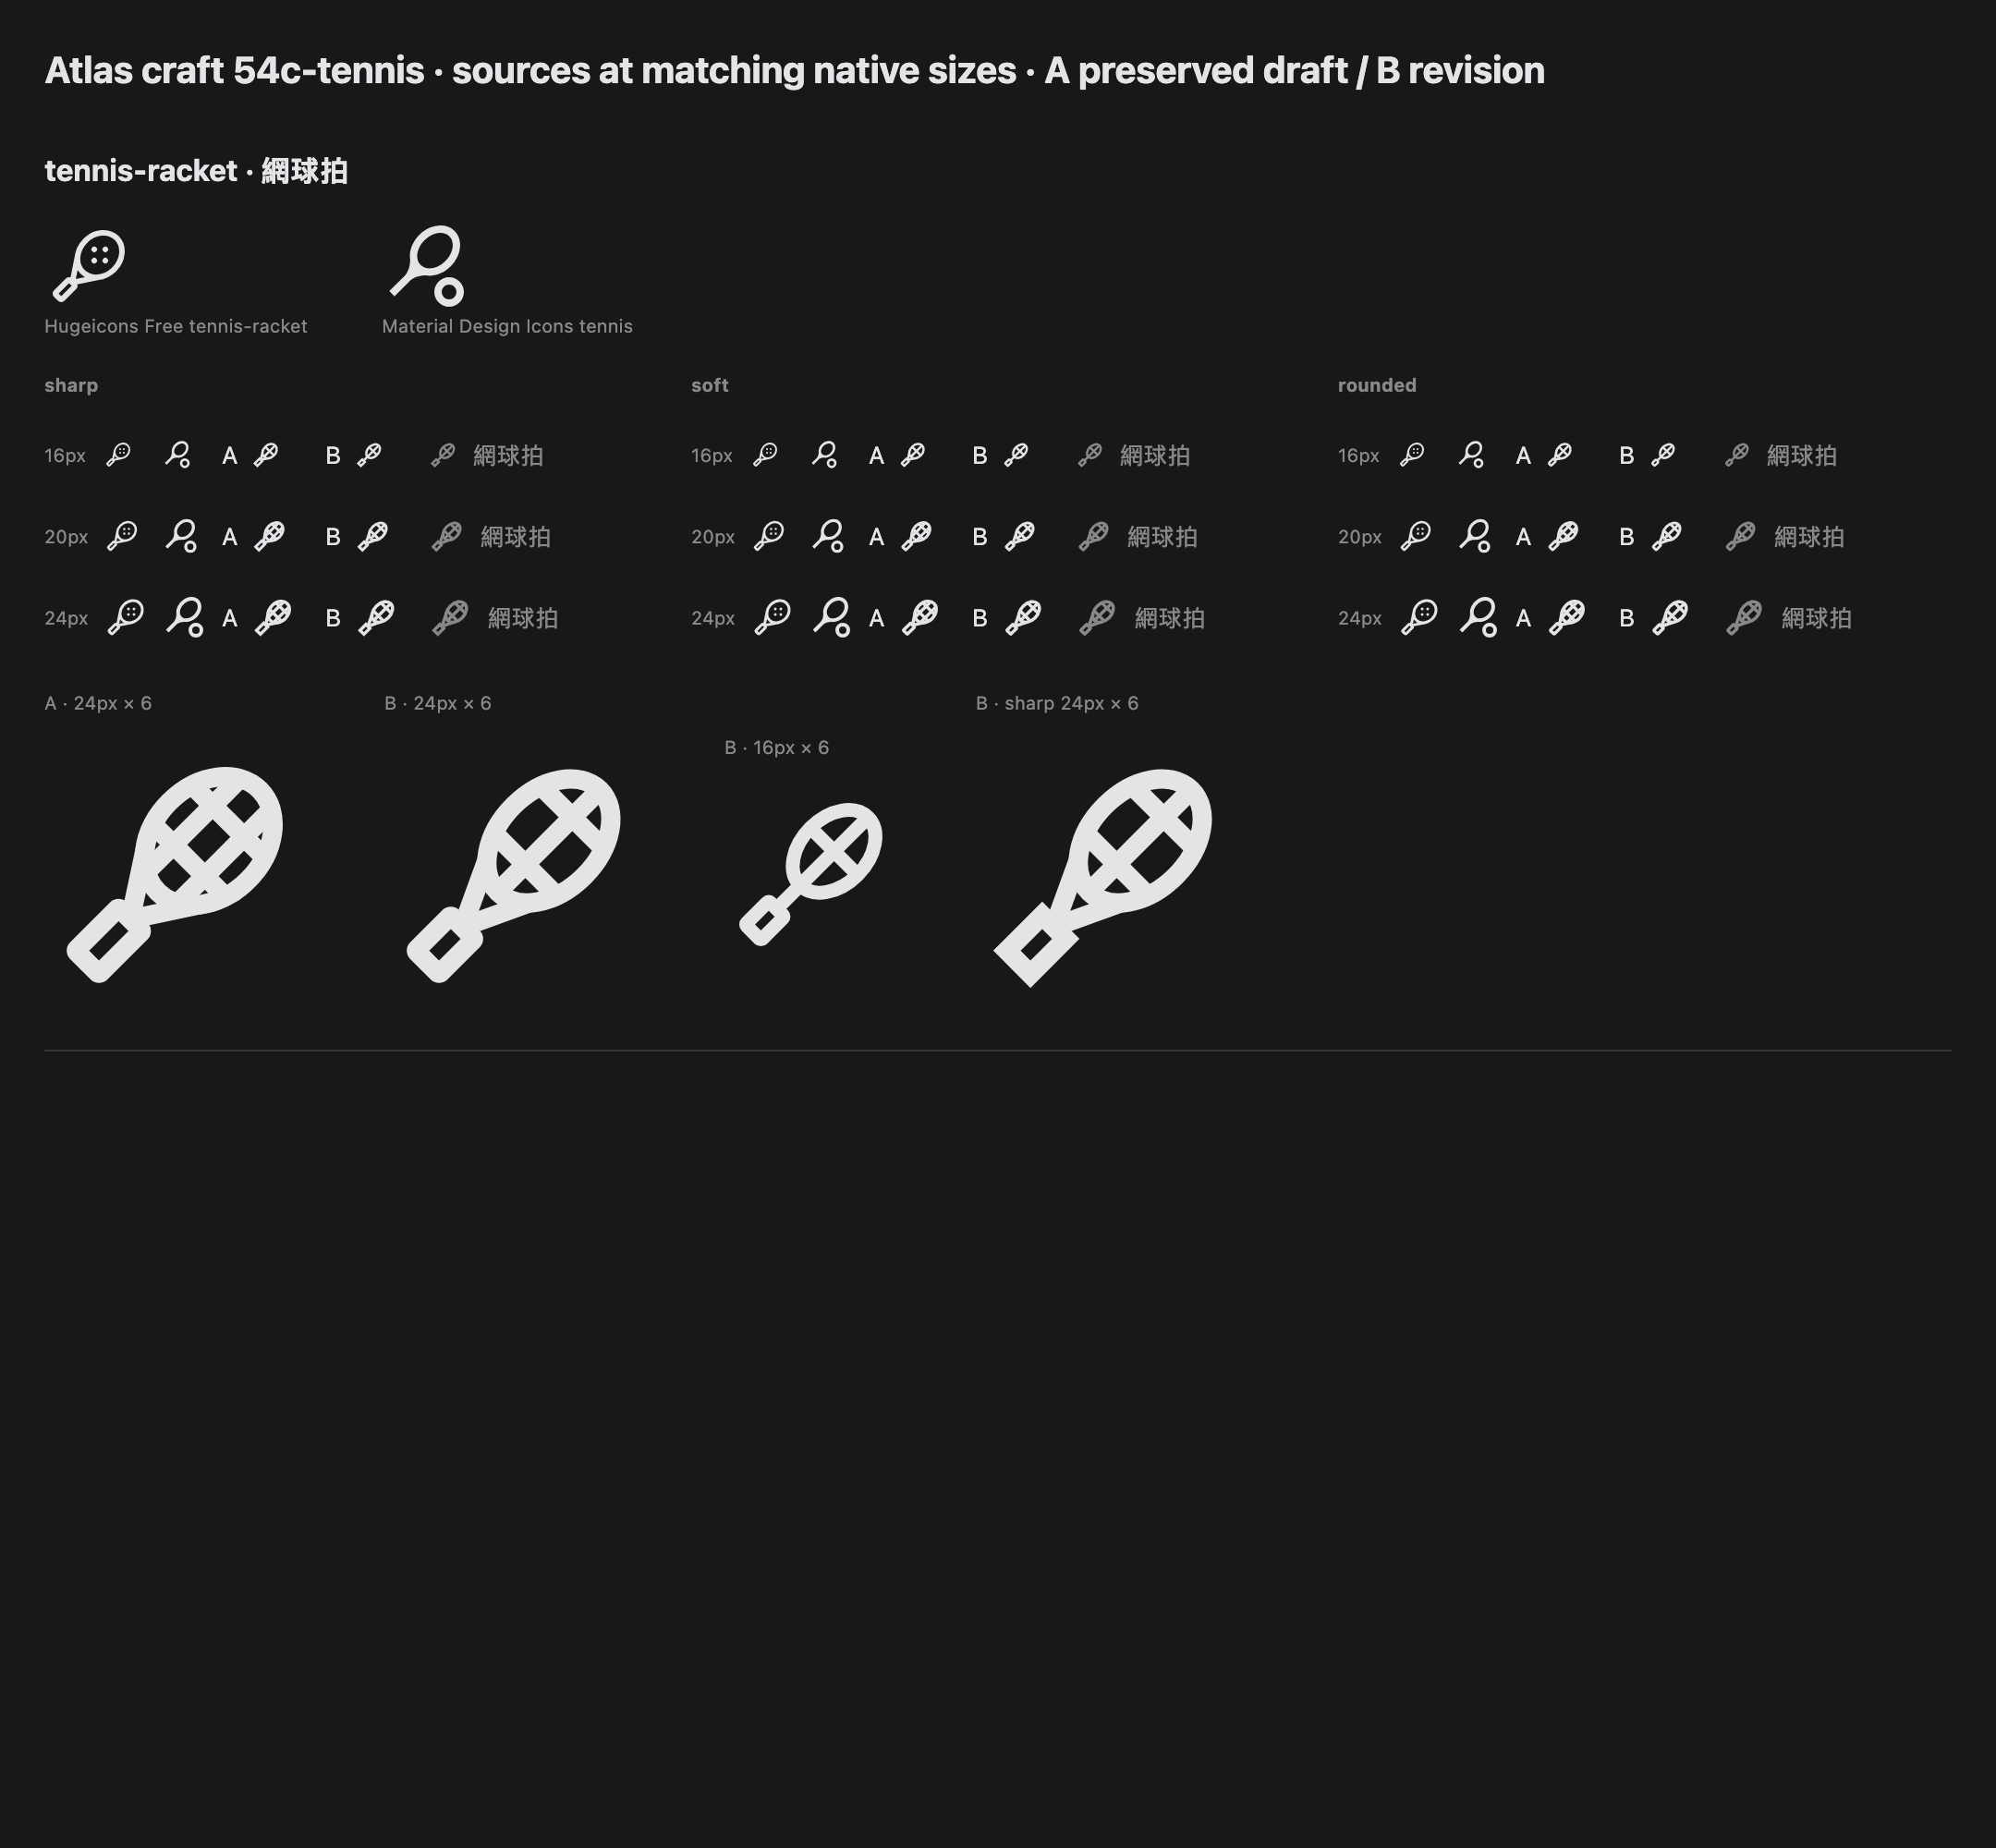 Atlas craft 54c-tennis · sources at matching native sizes · A preserved draft / B revision
tennis-racket · 網球拍
Hugeicons Free tennis-racket
Material Design Icons tennis
sharp
soft
rounded
16px A B 網球拍
16px A B 網球拍
16px A B 網球拍
20px A B 網球拍
20px A B 網球拍
20px A B 網球拍
24px A B 網球拍
24px A B 網球拍
24px A B 網球拍
A · 24px × 6
B · 24px × 6
B · 16px × 6
B · sharp 24px × 6